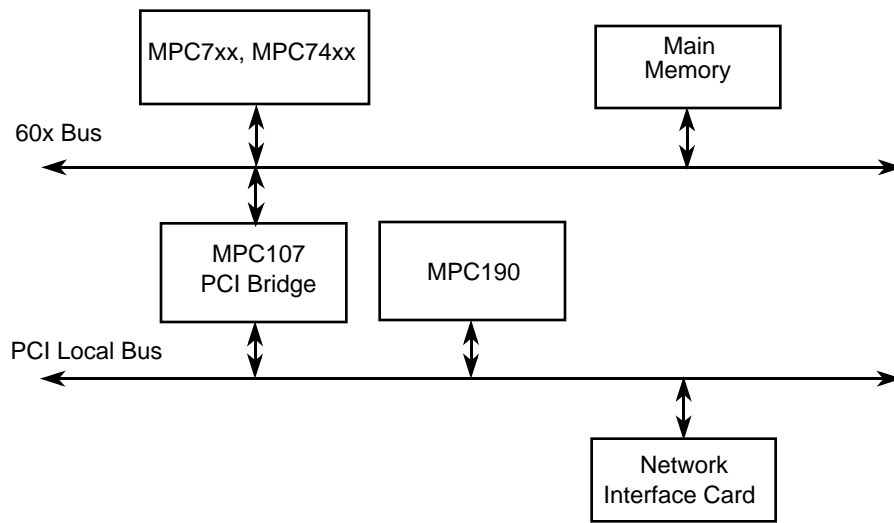 MPC7xx, MPC74xx
Main
Memory
60x Bus
MPC107
PCI Bridge
MPC190
PCI Local Bus
Network
Interface Card